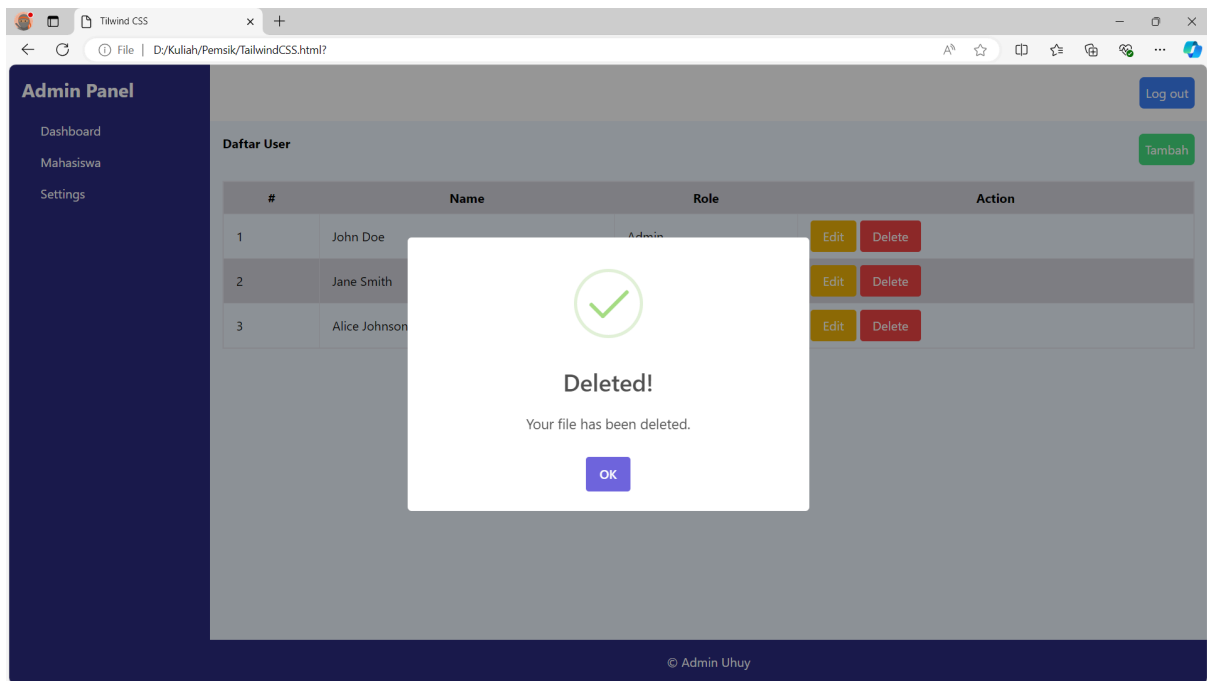 Tilwind CSS
File | D:/Kuliah/Pemsik/TailwindCSS.html?
Admin Panel
Log out
Dashboard
Mahasiswa
Settings
Daftar User
Tambah
# Name Role Action
1 John Doe Admin Edit Delete
2 Jane Smith Edit Delete
3 Alice Johnson Edit Delete
Deleted!
Your file has been deleted.
OK
© Admin Uhuy